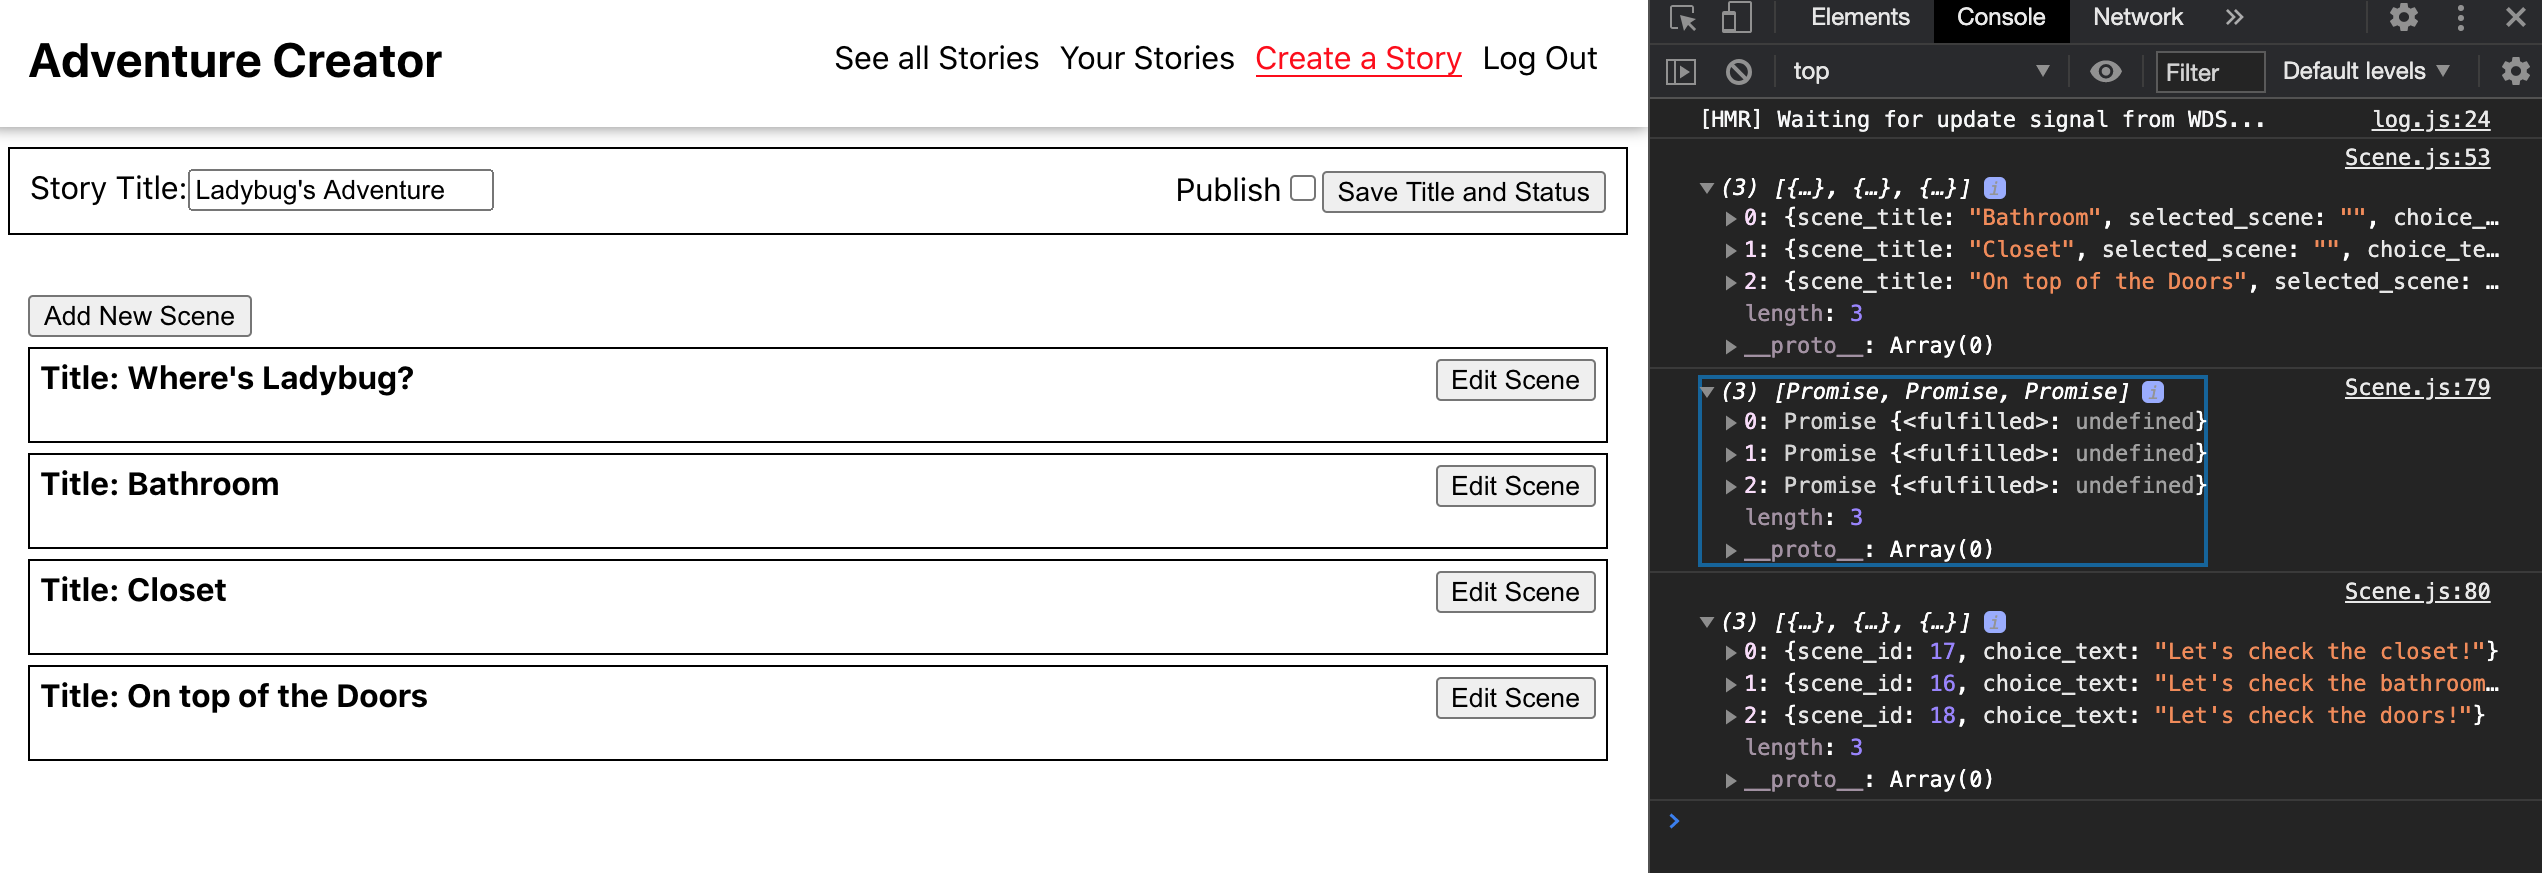 Adventure Creator
See all Stories Your Stories Create a Story Log Out
Story Title: Ladybug's Adventure
Publish Save Title and Status
Add New Scene
Title: Where's Ladybug? Edit Scene
Title: Bathroom Edit Scene
Title: Closet Edit Scene
Title: On top of the Doors Edit Scene
Elements Console Network »
top Filter Default levels ▼
[HMR] Waiting for update signal from WDS... log.js:24
Scene.js:53
(3) [{…}, {…}, {…}] i
0: {scene_title: "Bathroom", selected_scene: "", choice_…
1: {scene_title: "Closet", selected_scene: "", choice_te…
2: {scene_title: "On top of the Doors", selected_scene: …
length: 3
__proto__: Array(0)
(3) [Promise, Promise, Promise] i Scene.js:79
0: Promise {<fulfilled>: undefined}
1: Promise {<fulfilled>: undefined}
2: Promise {<fulfilled>: undefined}
length: 3
__proto__: Array(0)
Scene.js:80
(3) [{…}, {…}, {…}] i
0: {scene_id: 17, choice_text: "Let's check the closet!"}
1: {scene_id: 16, choice_text: "Let's check the bathroom…
2: {scene_id: 18, choice_text: "Let's check the doors!"}
length: 3
__proto__: Array(0)